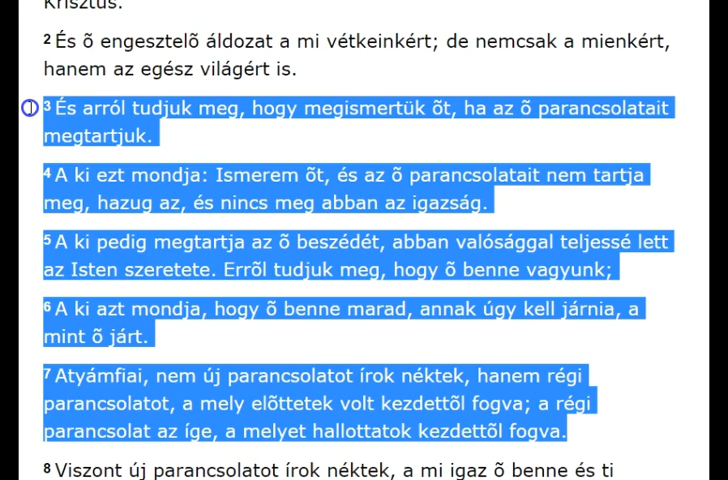 Krisztus.
2 És õ engesztelõ áldozat a mi vétkeinkért; de nemcsak a mienkért,
hanem az egész világért is.
3 És arról tudjuk meg, hogy megismertük õt, ha az õ parancsolatait
megtartjuk.
4 A ki ezt mondja: Ismerem õt, és az õ parancsolatait nem tartja
meg, hazug az, és nincs meg abban az igazság.
5 A ki pedig megtartja az õ beszédét, abban valósággal teljessé lett
az Isten szeretete. Errõl tudjuk meg, hogy õ benne vagyunk;
6 A ki azt mondja, hogy õ benne marad, annak úgy kell járnia, a
mint õ járt.
7 Atyámfiai, nem új parancsolatot írok néktek, hanem régi
parancsolatot, a mely elõttetek volt kezdettõl fogva; a régi
parancsolat az íge, a melyet hallottatok kezdettõl fogva.
8 Viszont új parancsolatot írok néktek, a mi igaz õ benne és ti